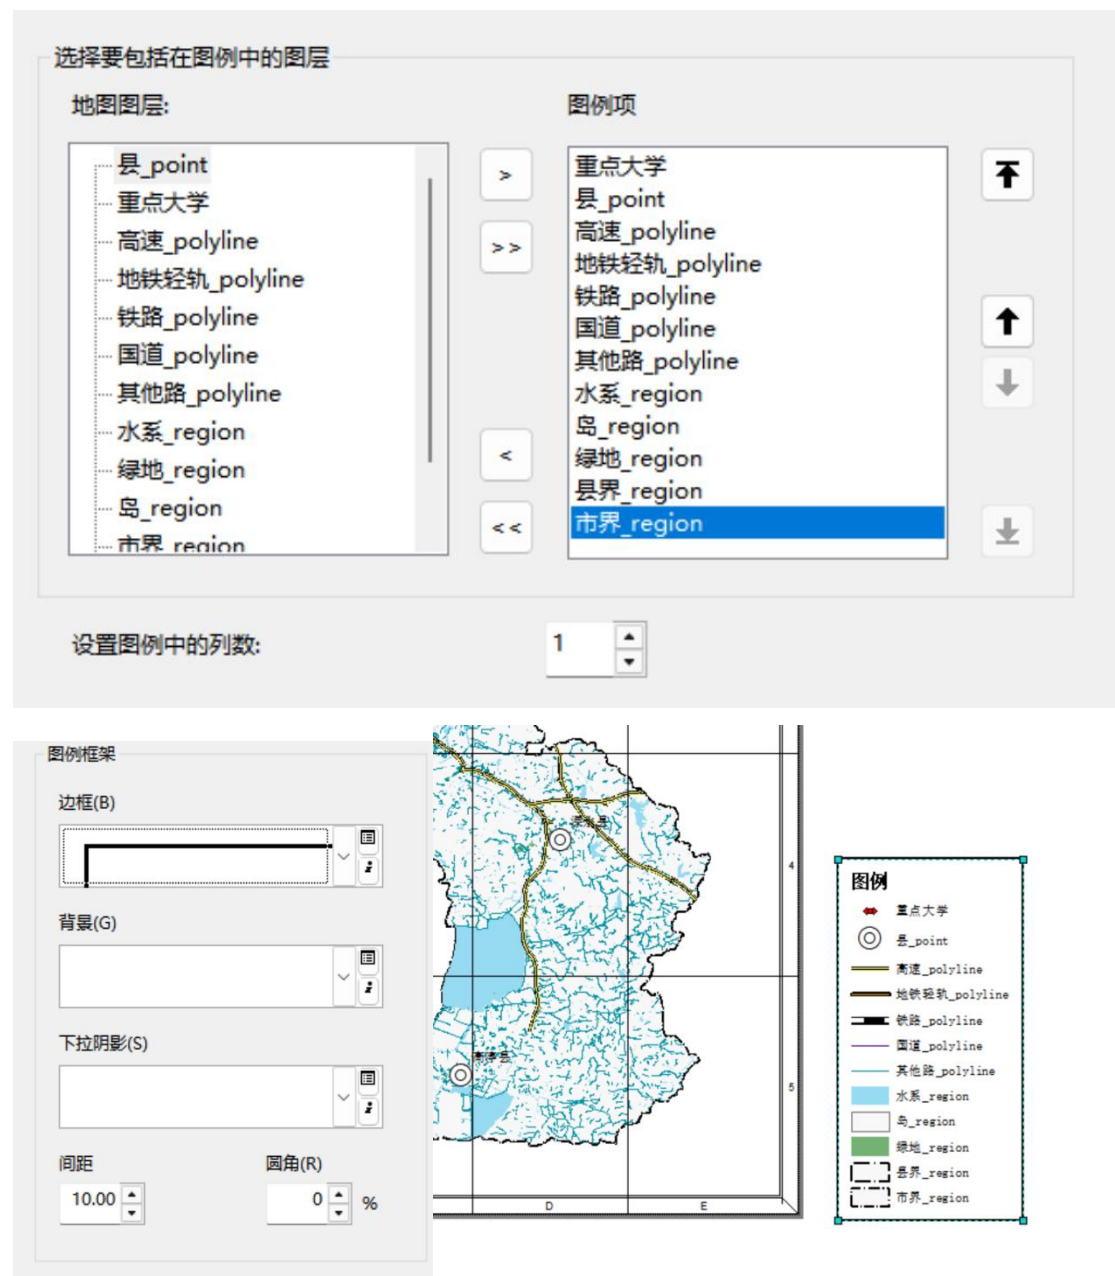 选择要包括在图例中的图层
地图图层:
图例项
县_point
重点大学
高速_polyline
地铁轻轨_polyline
铁路_polyline
国道_polyline
其他路_polyline
水系_region
绿地_region
岛_region
市界_region
>
>>
<
<<
重点大学
县_point
高速_polyline
地铁轻轨_polyline
铁路_polyline
国道_polyline
其他路_polyline
水系_region
岛_region
绿地_region
县界_region
市界_region
设置图例中的列数:
1
图例框架
边框(B)
背景(G)
下拉阴影(S)
间距
圆角(R)
10.00
0 %
高淳县
4
5
D
E
图例
重点大学
县_point
高速_polyline
地铁轻轨_polyline
铁路_polyline
国道_polyline
其他路_polyline
水系_region
岛_region
绿地_region
县界_region
市界_region